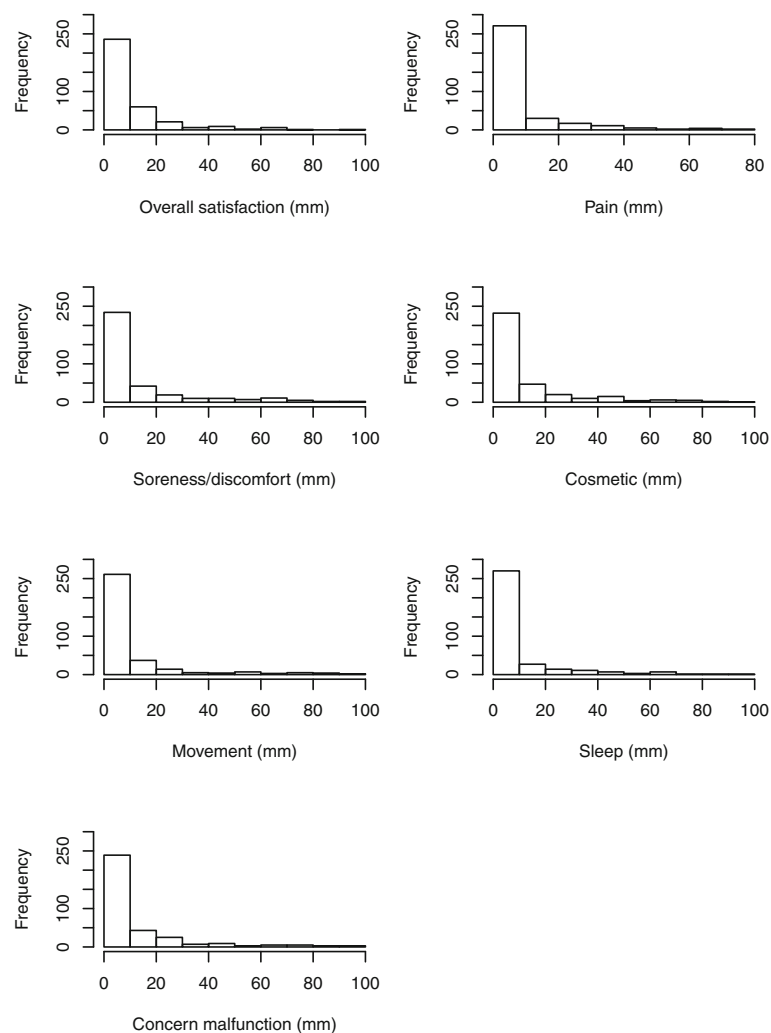 Frequency
0 100 250
0 20 40 60 80 100
Overall satisfaction (mm)
Frequency
0 100 250
0 20 40 60 80
Pain (mm)
Frequency
0 100 250
0 20 40 60 80 100
Soreness/discomfort (mm)
Frequency
0 100 250
0 20 40 60 80 100
Cosmetic (mm)
Frequency
0 100 250
0 20 40 60 80 100
Movement (mm)
Frequency
0 100 250
0 20 40 60 80 100
Sleep (mm)
Frequency
0 100 250
0 20 40 60 80 100
Concern malfunction (mm)